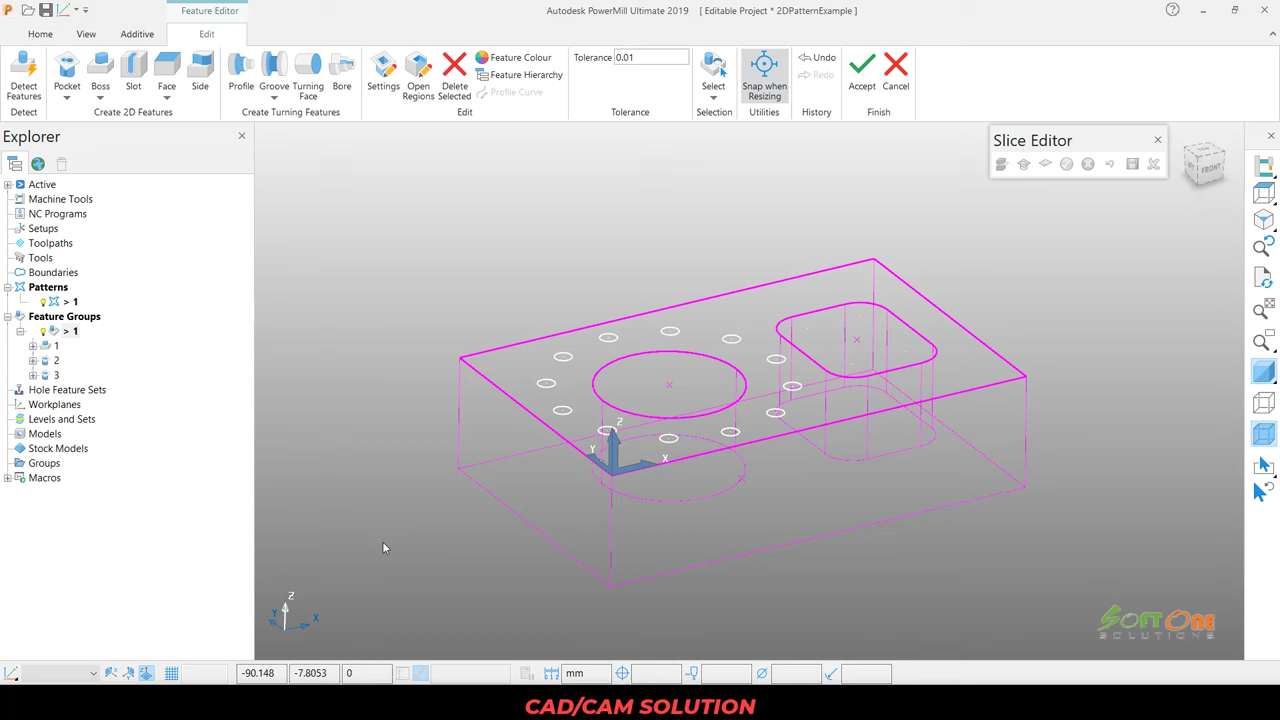 Feature Editor
Autodesk PowerMill Ultimate 2019 [ Editable Project * 2DPatternExample ]
Home View Additive Edit
Detect Features
Pocket
Boss
Slot
Face
Side
Profile
Groove
Turning Face
Bore
Settings
Open Regions
Delete Selected
Feature Colour
Feature Hierarchy
Profile Curve
Tolerance 0.01
Select
Snap when Resizing
Undo
Redo
Accept
Cancel
Detect Create 2D Features Create Turning Features Edit Tolerance Selection Utilities History Finish
Explorer
Active
Machine Tools
NC Programs
Setups
Toolpaths
Tools
Boundaries
Patterns
> 1
Feature Groups
> 1
1
2
3
Hole Feature Sets
Workplanes
Levels and Sets
Models
Stock Models
Groups
Macros
Slice Editor
FRONT
Z
Y
X
Z
Y
X
SOFTONE
SOLUTIONS
-90.148 -7.8053 0 mm
CAD/CAM SOLUTION